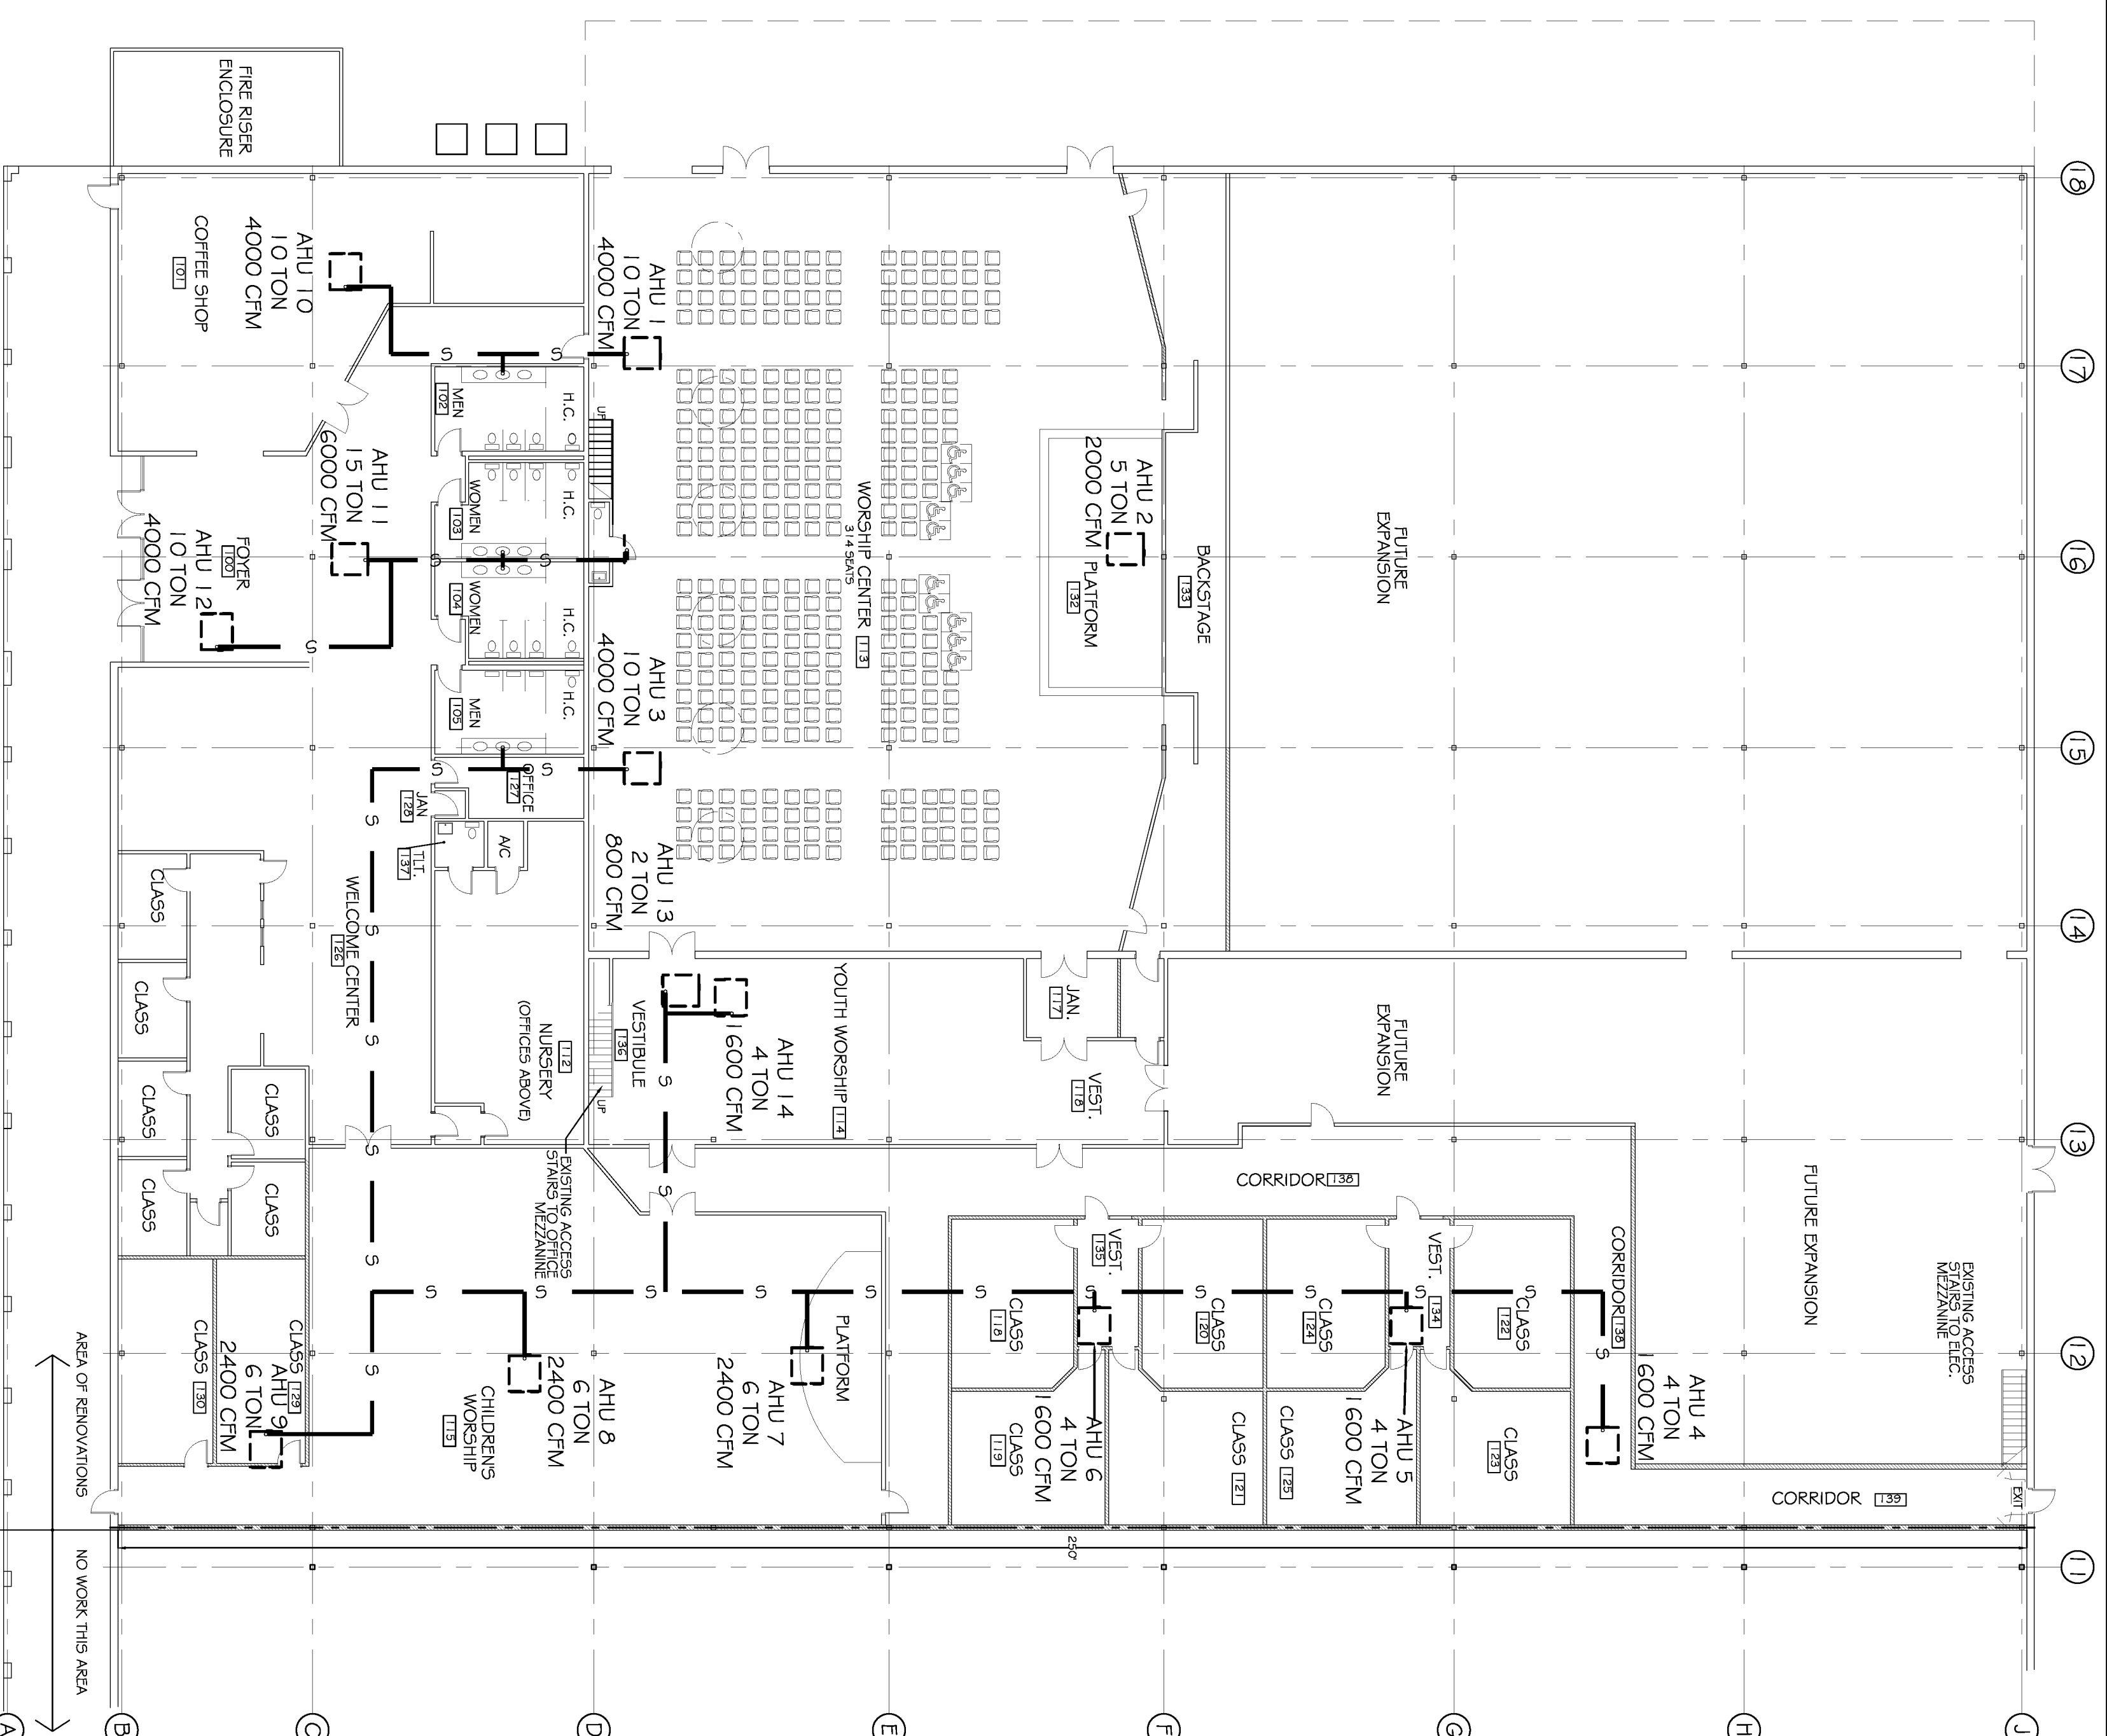 FIRE RISER
ENCLOSURE
COFFEE SHOP
101
AHU 10
10 TON
4000 CFM
AHU 1
10 TON
4000 CFM
S
S
MEN
102
H.C.
UP
AHU 11
15 TON
6000 CFM
WOMEN
103
H.C.
WORSHIP CENTER 113
314 SEATS
AHU 2
5 TON
2000 CFM
PLATFORM
132
BACKSTAGE
133
FUTURE
EXPANISION
FOYER
100
AHU 12
10 TON
4000 CFM
S
S
S
WOMEN
104
H.C.
MEN
105
H.C.
AHU 3
10 TON
4000 CFM
S
S
OFFICE
127
JAN
128
TLT.
137
A/C
AHU 13
2 TON
800 CFM
S
S
S
S
S
S
WELCOME CENTER
126
CLASS
CLASS
CLASS
CLASS
CLASS
CLASS
112
NURSERY
(OFFICES ABOVE)
VESTIBULE
136
UP
AHU 14
4 TON
1600 CFM
YOUTH WORSHIP 114
JAN.
117
VEST.
118
FUTURE
EXPANSION
S
S
EXISTING ACCESS
STAIRS TO OFFICE
MEZZANINE
CORRIDOR 138
FUTURE EXPANSION
EXISTING ACCESS
STAIRS TO ELEC.
MEZZANINE
CORRIDOR 138
VEST.
135
VEST.
134
S
S
S
S
S
S
S
S
S
S
S
CLASS
118
CLASS
120
CLASS
124
CLASS
122
PLATFORM
CLASS 129
CLASS
130
AHU 9
6 TON
2400 CFM
CHILDREN'S
WORSHIP
115
AHU 8
6 TON
2400 CFM
AHU 7
6 TON
2400 CFM
AHU 6
4 TON
1600 CFM
CLASS
119
CLASS 121
CLASS 125
AHU 5
4 TON
1600 CFM
CLASS
123
AHU 4
4 TON
1600 CFM
CORRIDOR 139
EXIT
250'
AREA OF RENOVATIONS
NO WORK THIS AREA
18
17
16
15
14
13
12
11
A
B
C
D
E
F
G
H
J